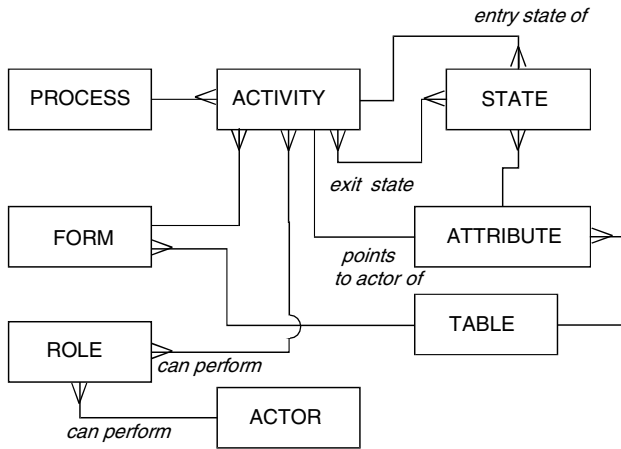 entry state of
PROCESS
ACTIVITY
STATE
exit state
FORM
points
to actor of
ATTRIBUTE
TABLE
ROLE
can perform
ACTOR
can perform